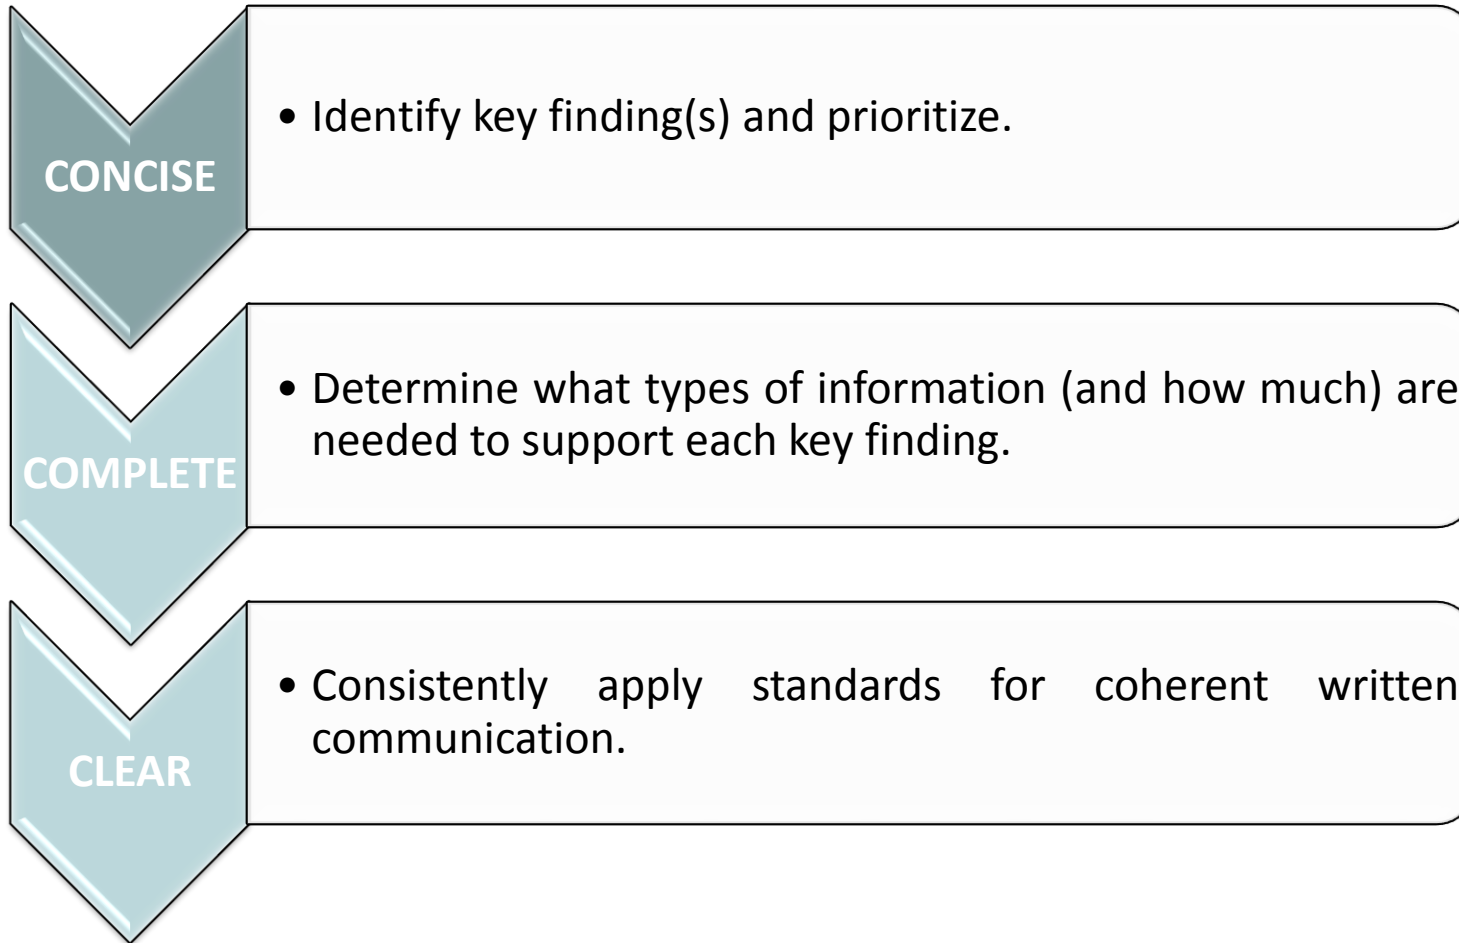 CONCISE
• Identify key finding(s) and prioritize.
COMPLETE
• Determine what types of information (and how much) are
needed to support each key finding.
CLEAR
• Consistently apply standards for coherent written
communication.